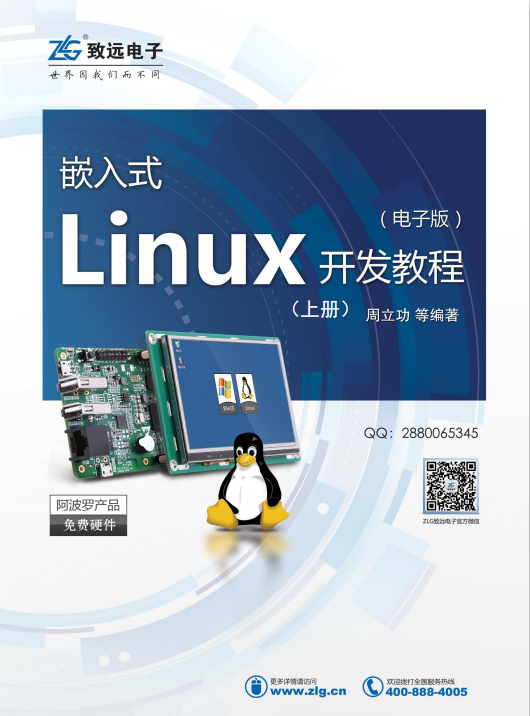 ZLG® 致远电子
世界因我们而不同
嵌入式
（电子版）
Linux 开发教程
（上册） 周立功 等编著
WinCE Linux
QQ：2880065345
ZLG致远电子官方微信
阿波罗产品
免费硬件
更多详情请访问
www.zlg.cn
欢迎拨打全国服务热线
400-888-4005